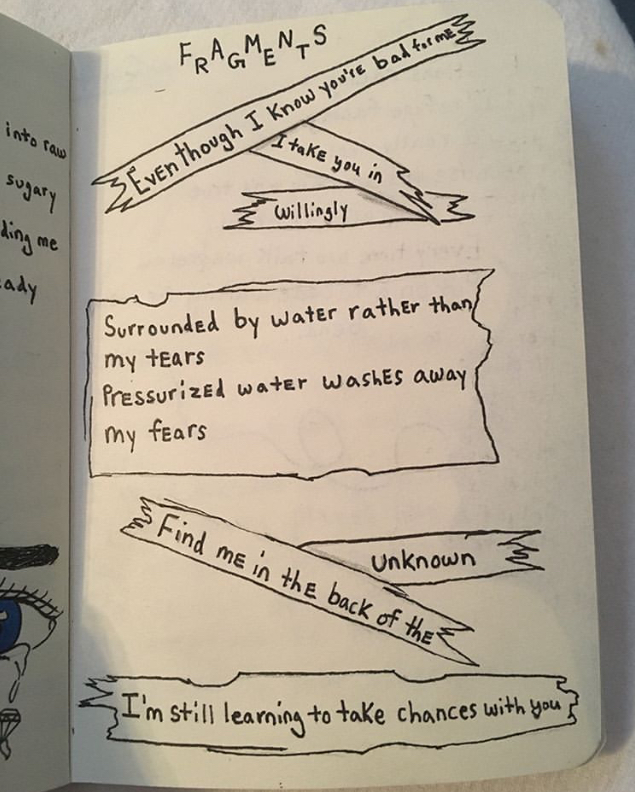 into raw
sugary
ding me
ady
FRAGMENTS
Even though I know you're bad for me
I take you in
Willingly
Surrounded by water rather than
my tears
Pressurized water washes away
my fears
Find me in the back of the
Unknown
I'm still learning to take chances with you